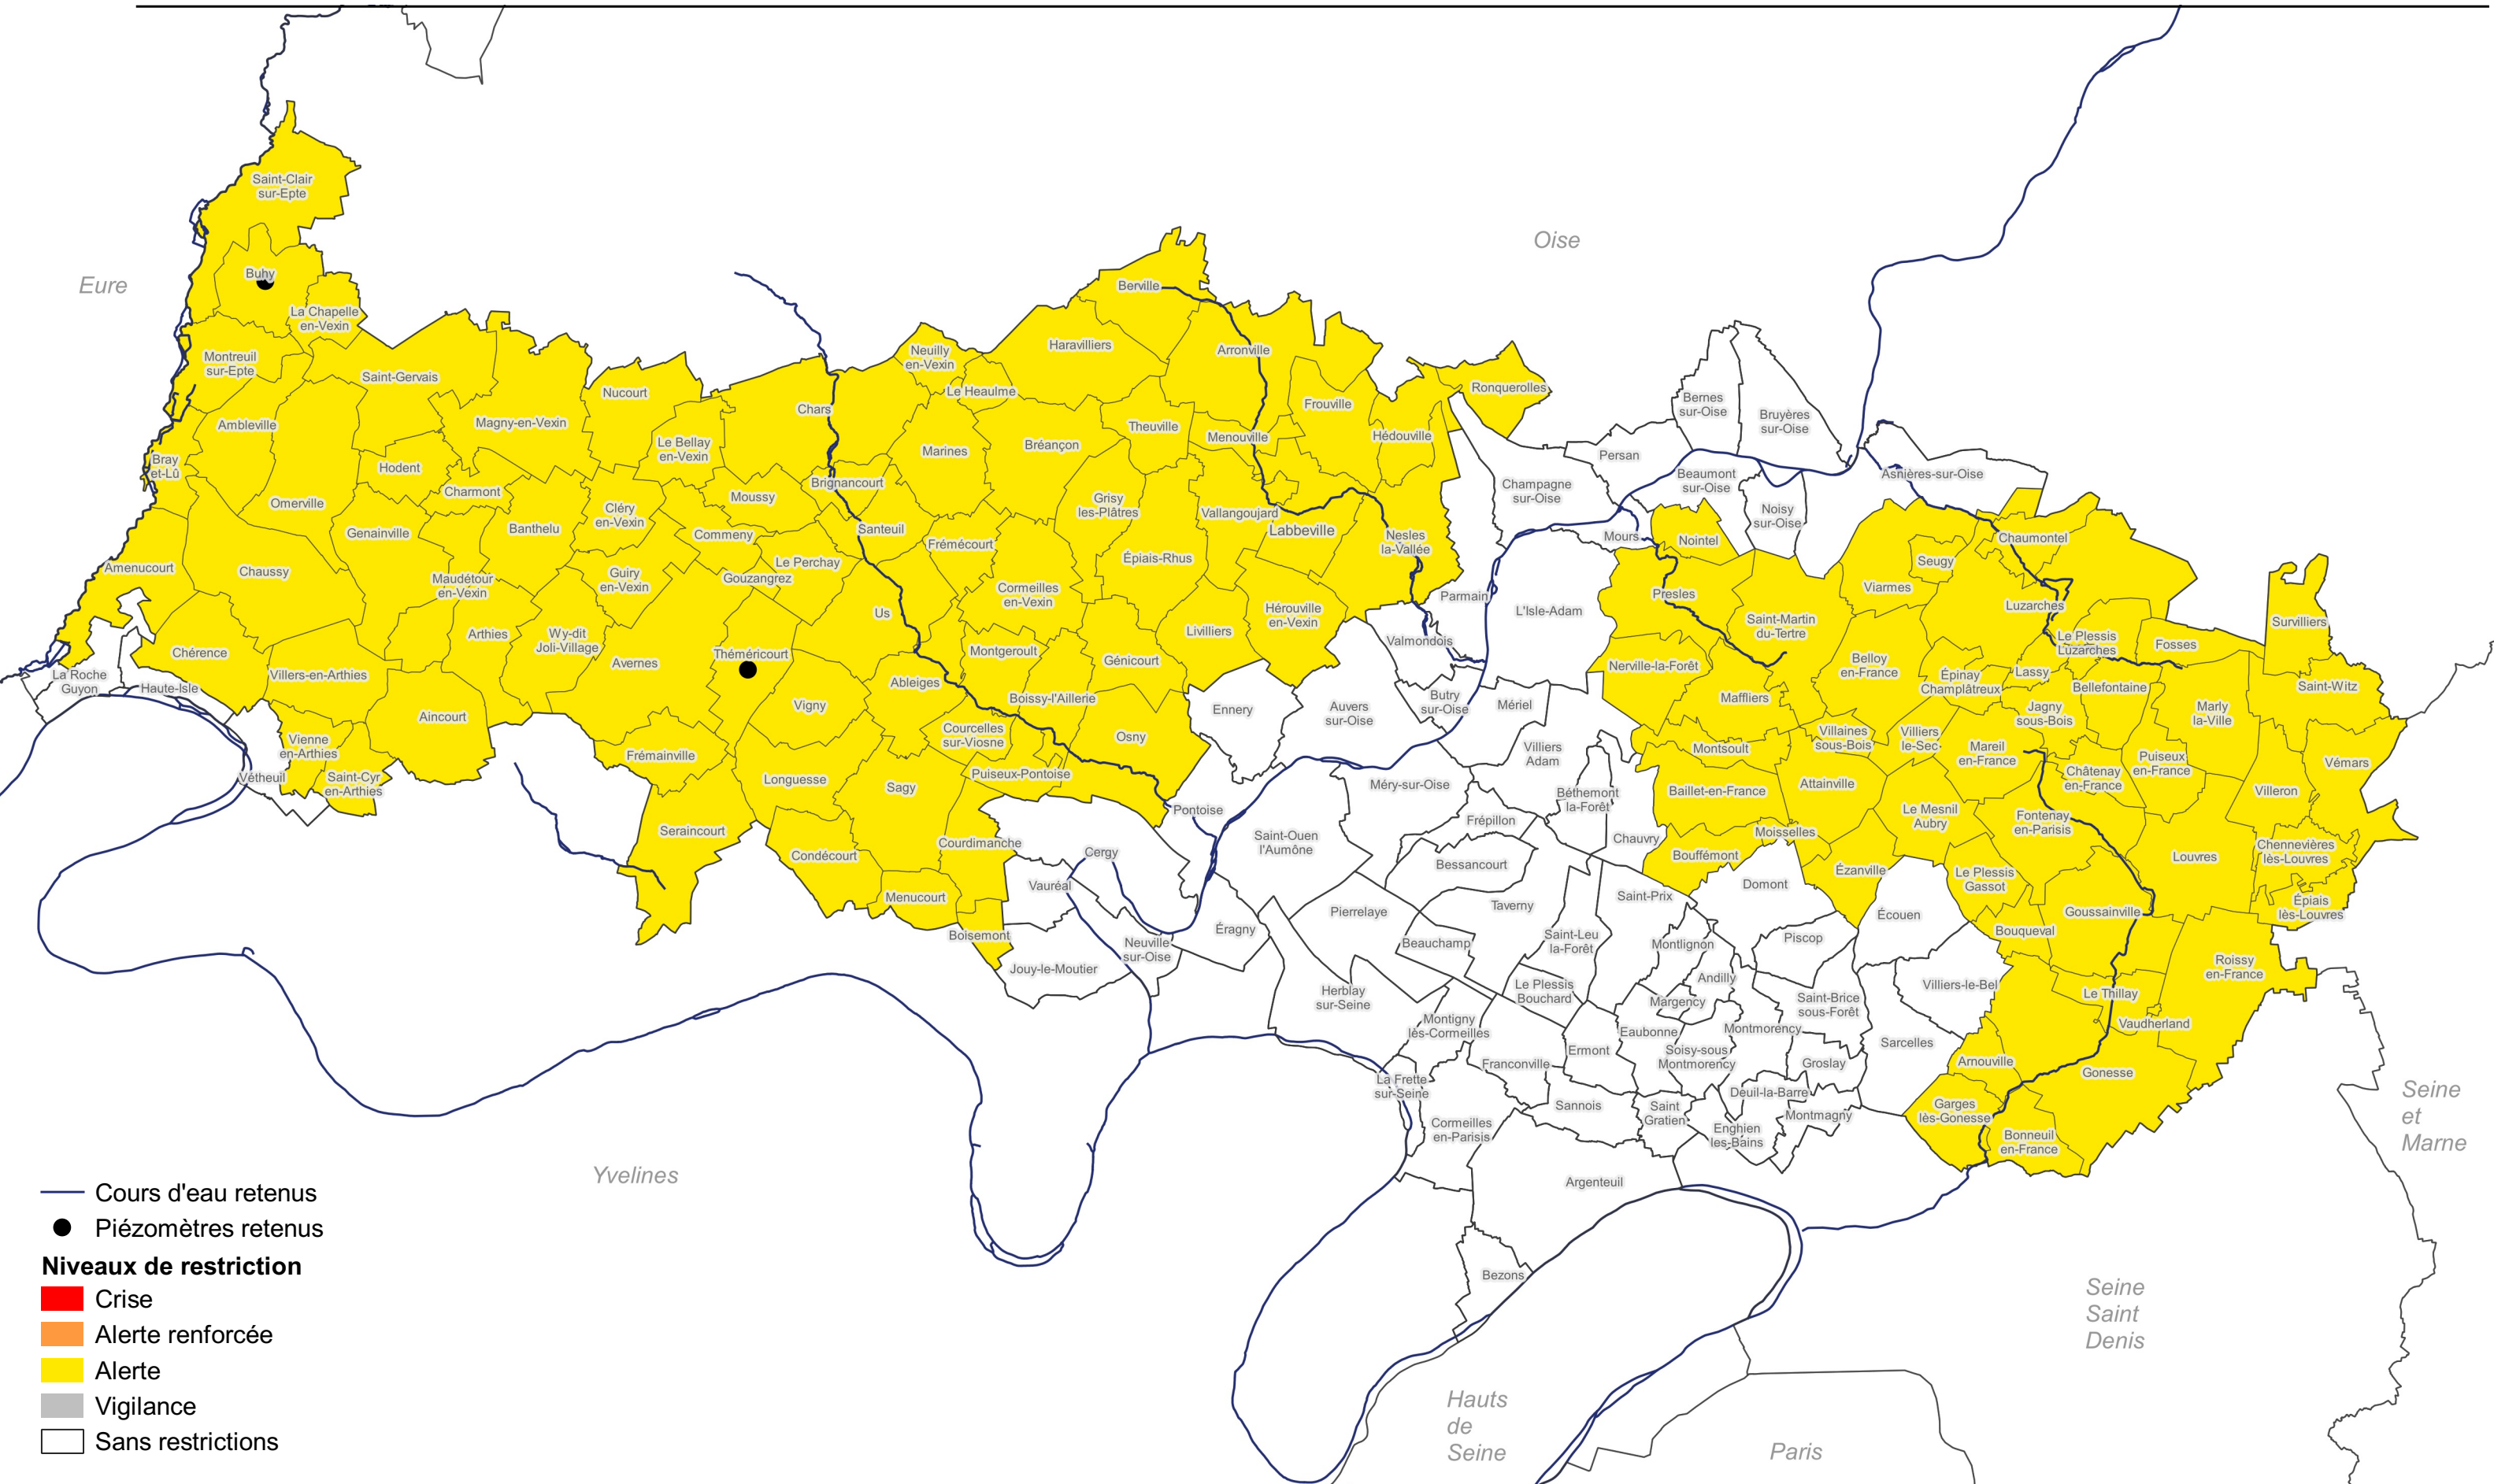 Saint-Clair
sur-Epte
Oise
Eure
Buhy
La Chapelle
en-Vexin
Berville
Montreuil
sur-Epte
Saint-Gervais
Nucourt
Neuilly
en-Vexin
Le Heaulme
Haravilliers
Arronville
Ronquerolles
Ambleville
Magny-en-Vexin
Chars
Le Bellay
en-Vexin
Marines
Bréançon
Theuville
Menouville
Frouville
Hédouville
Bernes
sur-Oise
Bruyères
sur-Oise
Persan
Bray
et-Lû
Hodent
Charmont
Omerville
Genainville
Banthelu
Cléry
en-Vexin
Moussy
Brignancourt
Commeny
Santeuil
Frémécourt
Grisy
les-Plâtres
Vallangoujard
Labbeville
Nesles
la-Vallée
Champagne
sur-Oise
Beaumont
sur-Oise
Noisy
sur-Oise
Asnières-sur-Oise
Mours
Nointel
Chaumontel
Seugy
Viarmes
Amenucourt
Chaussy
Maudétour
en-Vexin
Guiry
en-Vexin
Gouzangrez
Le Perchay
Us
Cormeilles
en-Vexin
Épiais-Rhus
Hérouville
en-Vexin
Livilliers
Parmain
L'Isle-Adam
Presles
Saint-Martin
du-Tertre
Luzarches
Le Plessis
Luzarches
Fosses
Survilliers
Chérence
Arthies
Wy-dit
Joli-Village
Avernes
Théméricourt
Montgeroult
Génicourt
Valmondois
Nerville-la-Forêt
Belloy
en-France
Épinay
Champlâtreux
Lassy
Bellefontaine
Saint-Witz
La Roche
Guyon
Haute-Isle
Villers-en-Arthies
Aincourt
Vigny
Ableiges
Boissy-l'Aillerie
Courcelles
sur-Viosne
Osny
Ennery
Auvers
sur-Oise
Butry
sur-Oise
Mériel
Maffliers
Jagny
sous-Bois
Marly
la-Ville
Vienne
en-Arthies
Saint-Cyr
en-Arthies
Vétheuil
Frémainville
Longuesse
Sagy
Puiseux-Pontoise
Villiers
Adam
Montsoult
Villaines
sous-Bois
Villiers
le-Sec
Mareil
en-France
Châtenay
en-France
Puiseux
en-France
Vémars
Villeron
Pontoise
Méry-sur-Oise
Béthemont
la-Forêt
Baillet-en-France
Attainville
Le Mesnil
Aubry
Fontenay
en-Parisis
Seraincourt
Condécourt
Courdimanche
Cergy
Saint-Ouen
l'Aumône
Frépillon
Chauvry
Moisselles
Bouffémont
Louvres
Chennevières
lès-Louvres
Menucourt
Vauréal
Bessancourt
Taverny
Saint-Prix
Domont
Ézanville
Le Plessis
Gassot
Écouen
Goussainville
Épiais
lès-Louvres
Boisemont
Jouy-le-Moutier
Neuville
sur-Oise
Éragny
Pierrelaye
Beauchamp
Saint-Leu
la-Forêt
Montlignon
Piscop
Bouqueval
Roissy
en-France
Herblay
sur-Seine
Le Plessis
Bouchard
Andilly
Margency
Saint-Brice
sous-Forêt
Villiers-le-Bel
Le Thillay
Vaudherland
Montigny
lès-Cormeilles
Franconville
Ermont
Eaubonne
Soisy-sous
Montmorency
Montmorency
Groslay
Sarcelles
Arnouville
Gonesse
La Frette
sur-Seine
Cormeilles
en-Parisis
Sannois
Saint
Gratien
Deuil-la-Barre
Enghien
les-Bains
Montmagny
Garges
lès-Gonesse
Bonneuil
en-France
Seine
et
Marne
Argenteuil
Bezons
Yvelines
Seine
Saint
Denis
Hauts
de
Seine
Paris
Cours d'eau retenus
Piézomètres retenus
Niveaux de restriction
Crise
Alerte renforcée
Alerte
Vigilance
Sans restrictions